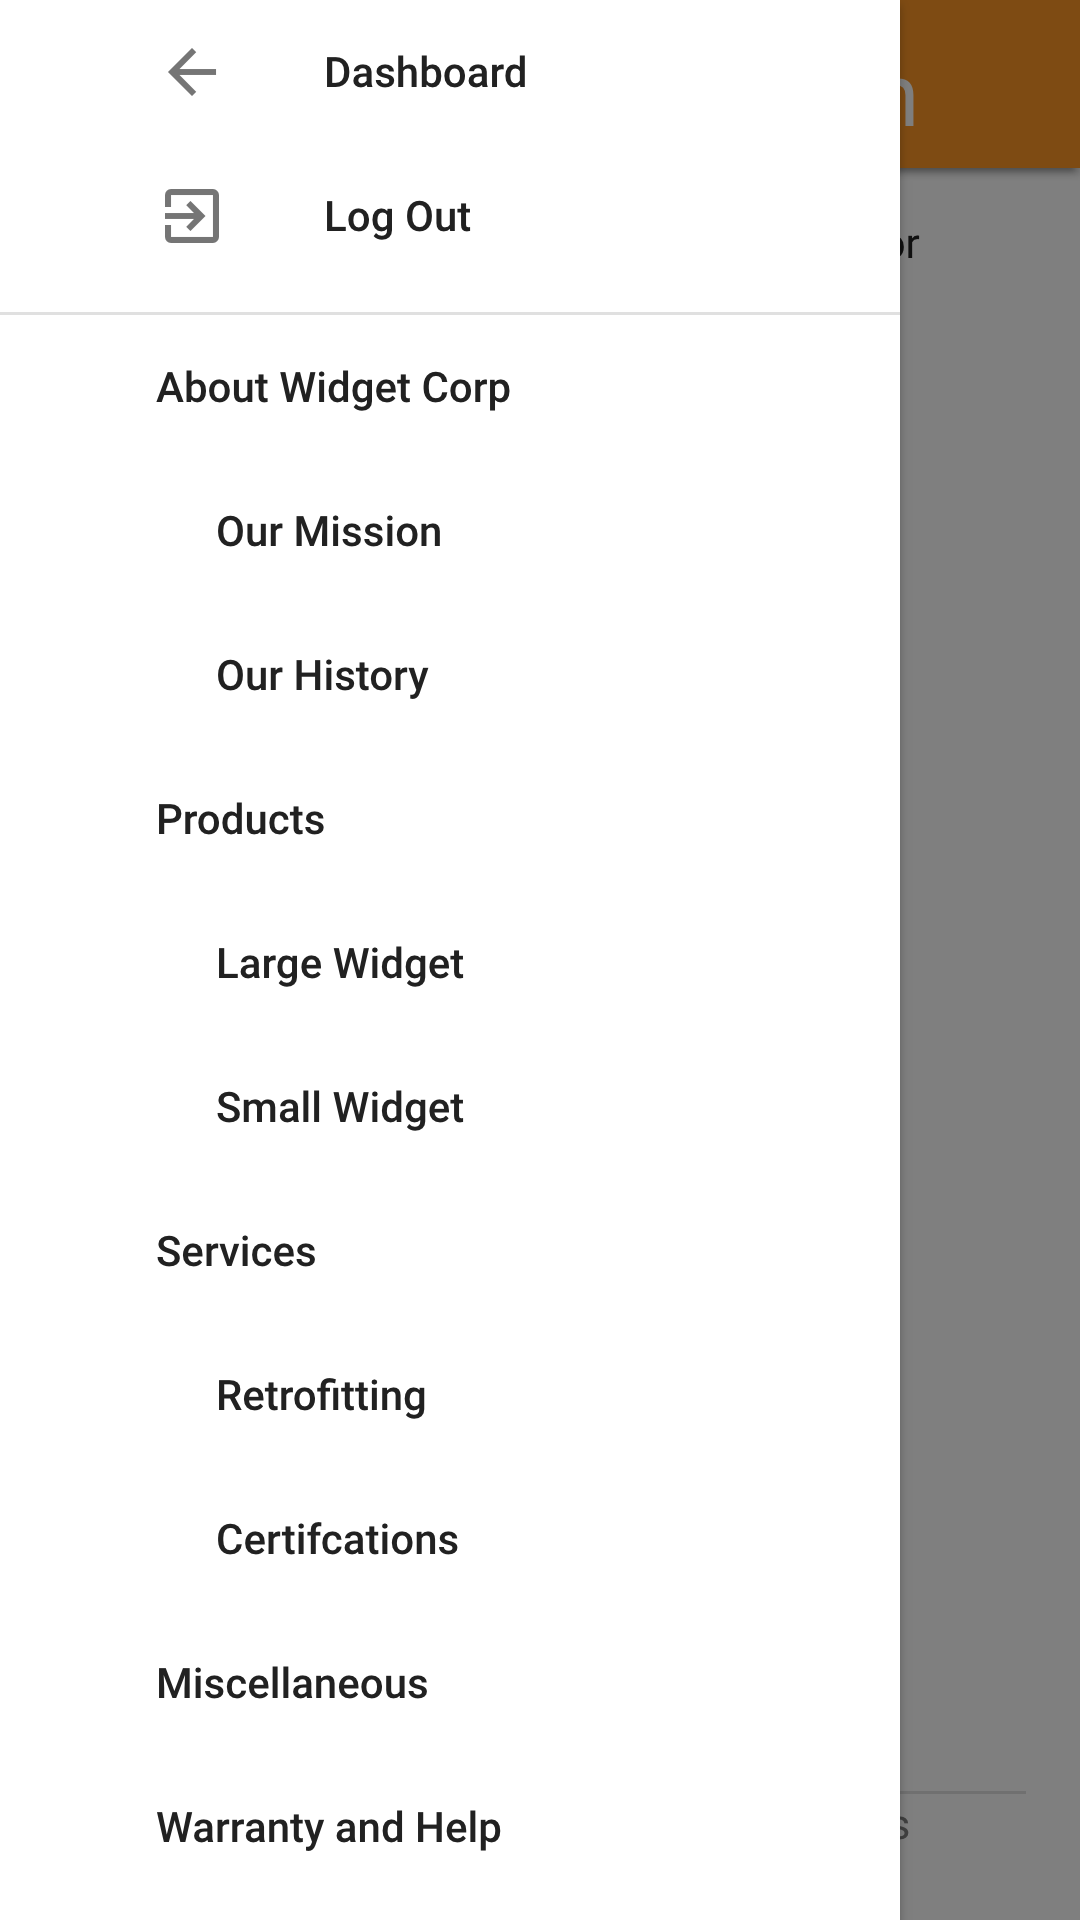 Dashboard
Log Out
About Widget Corp
Our Mission
Our History
Products
Large Widget
Small Widget
Services
Retrofitting
Certifcations
Miscellaneous
Warranty and Help